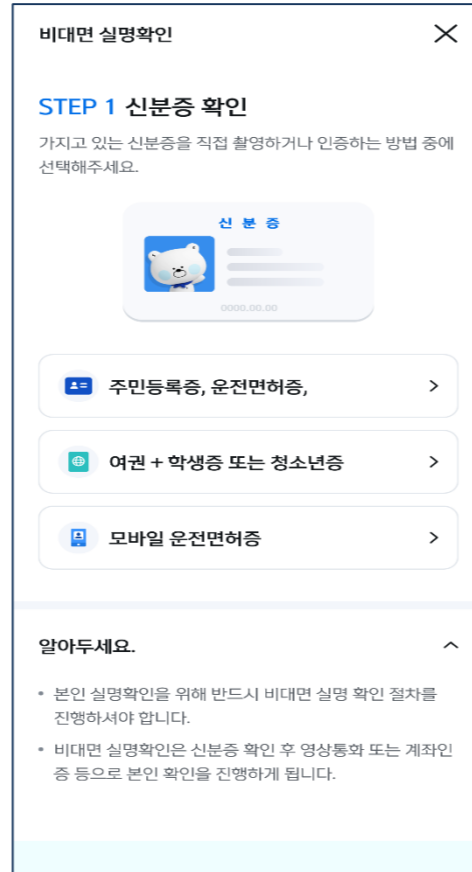 비대면 실명확인
STEP 1 신분증 확인
가지고 있는 신분증을 직접 촬영하거나 인증하는 방법 중에
선택해주세요.
신 분 증
0000.00.00
주민등록증, 운전면허증,
여권 + 학생증 또는 청소년증
모바일 운전면허증
알아두세요.
• 본인 실명확인을 위해 반드시 비대면 실명 확인 절차를
진행하셔야 합니다.
• 비대면 실명확인은 신분증 확인 후 영상통화 또는 계좌인
증 등으로 본인 확인을 진행하게 됩니다.